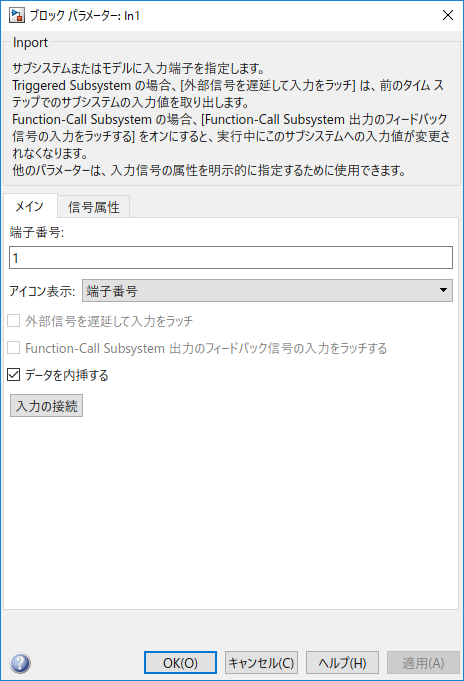 ブロック パラメーター: In1
Inport
サブシステムまたはモデルに入力端子を指定します。
Triggered Subsystem の場合、[外部信号を遅延して入力をラッチ] は、前のタイム ス
テップでのサブシステムの入力値を取り出します。
Function-Call Subsystem の場合、[Function-Call Subsystem 出力のフィードバック
信号の入力をラッチする] をオンにすると、実行中にこのサブシステムへの入力値が変更さ
れなくなります。
他のパラメーターは、入力信号の属性を明示的に指定するために使用できます。
メイン 信号属性
端子番号:
1
アイコン表示: 端子番号
外部信号を遅延して入力をラッチ
Function-Call Subsystem 出力のフィードバック信号の入力をラッチする
データを内挿する
入力の接続
OK(O) キャンセル(C) ヘルプ(H) 適用(A)